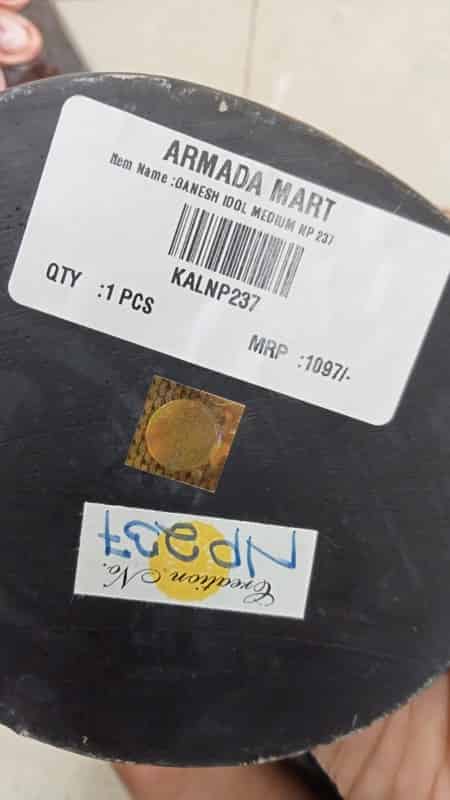 ARMADA MART
Item Name :GANESH IDOL MEDIUM NP 237
KALNP237
QTY :1 PCS
MRP :1097/-
NP237
Creation No.